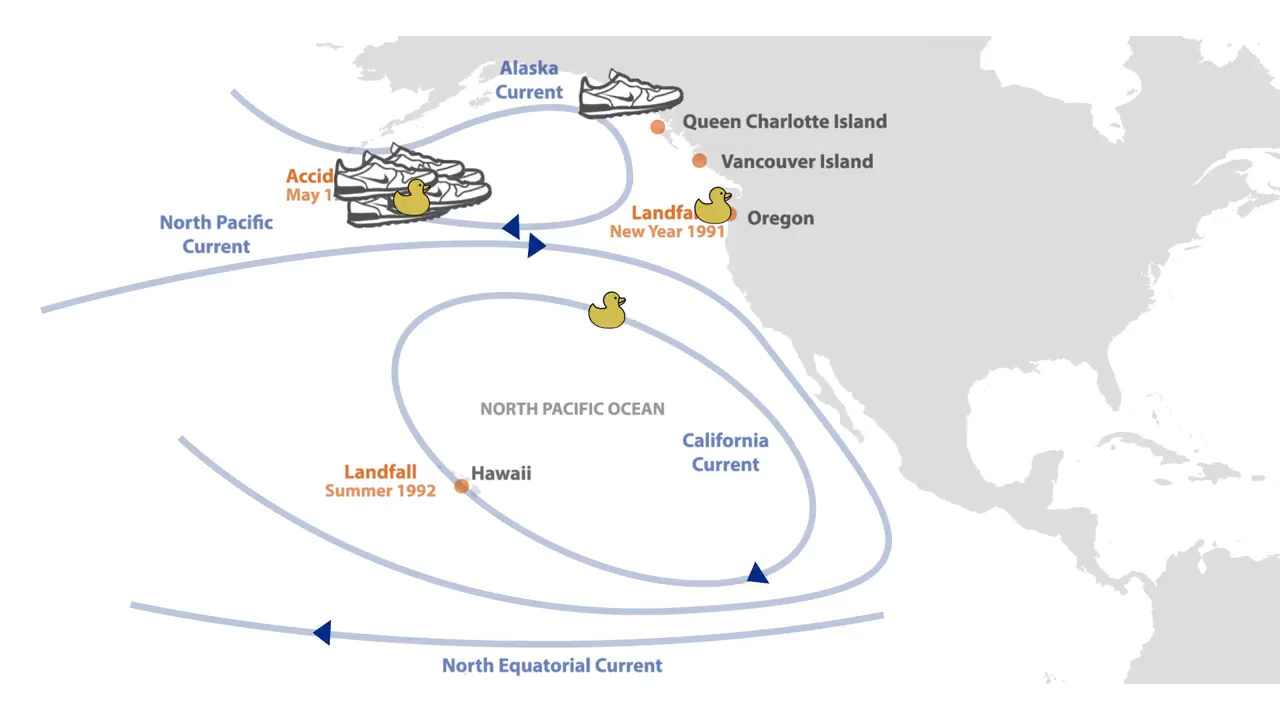 Alaska
Current
Queen Charlotte Island
Vancouver Island
North Pacific
Current
Landfall
New Year 1991
Oregon
NORTH PACIFIC OCEAN
California
Current
Landfall
Summer 1992
Hawaii
North Equatorial Current